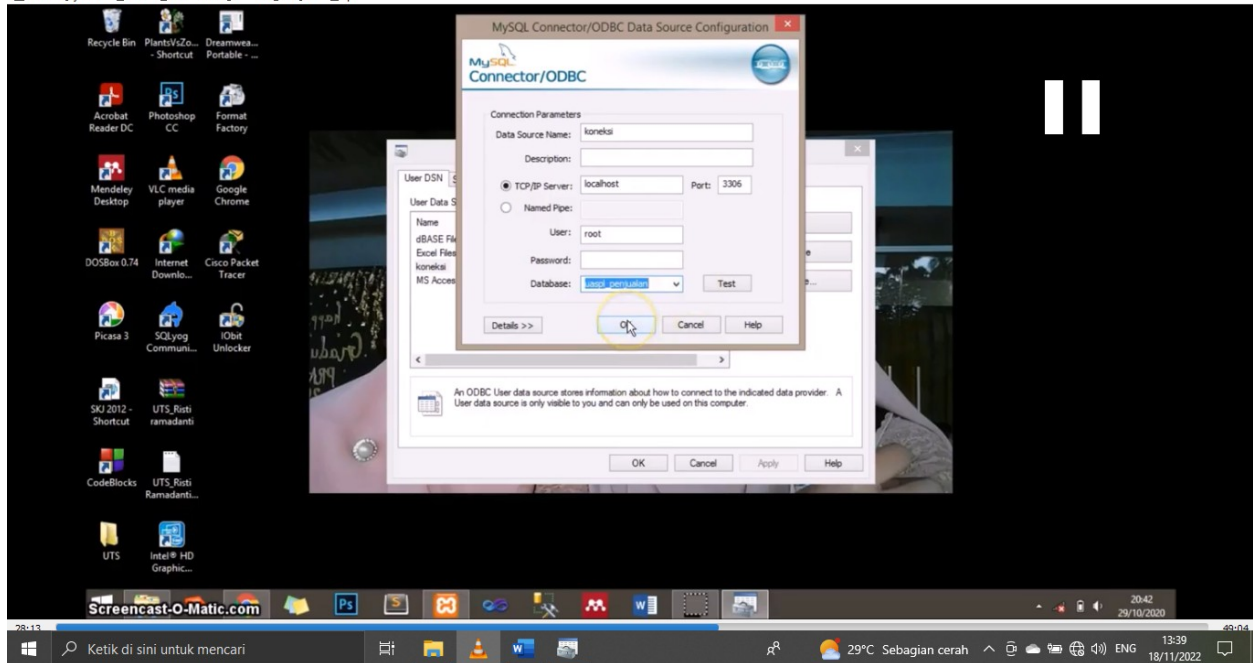 Recycle Bin
PlantsVsZo...
- Shortcut
Dreamwea...
Portable - ...
Acrobat
Reader DC
Photoshop
CC
Format
Factory
Mendeley
Desktop
VLC media
player
Google
Chrome
DOSBox 0.74
Internet
Downlo...
Cisco Packet
Tracer
Picasa 3
SQLyog
Communi...
IObit
Unlocker
SKJ 2012 -
Shortcut
UTS_Risti
ramadanti
CodeBlocks
UTS_Risti
Ramadanti...
UTS
Intel® HD
Graphic...
MySQL Connector/ODBC Data Source Configuration
MySQL
Connector/ODBC
Connection Parameters
Data Source Name: koneksi
Description:
TCP/IP Server: localhost Port: 3306
Named Pipe:
User: root
Password:
Database: uaspl_penjualan Test
Details >> Cancel Help
User DSN
User Data S
Name
dBASE File
Excel Files
koneksi
MS Acces
An ODBC User data source stores information about how to connect to the indicated data provider. A
User data source is only visible to you and can only be used on this computer.
OK Cancel Apply Help
Screencast-O-Matic.com
Ps
20:42
29/10/2020
28:13
49:04
Ketik di sini untuk mencari
29°C Sebagian cerah
ENG
13:39
18/11/2022